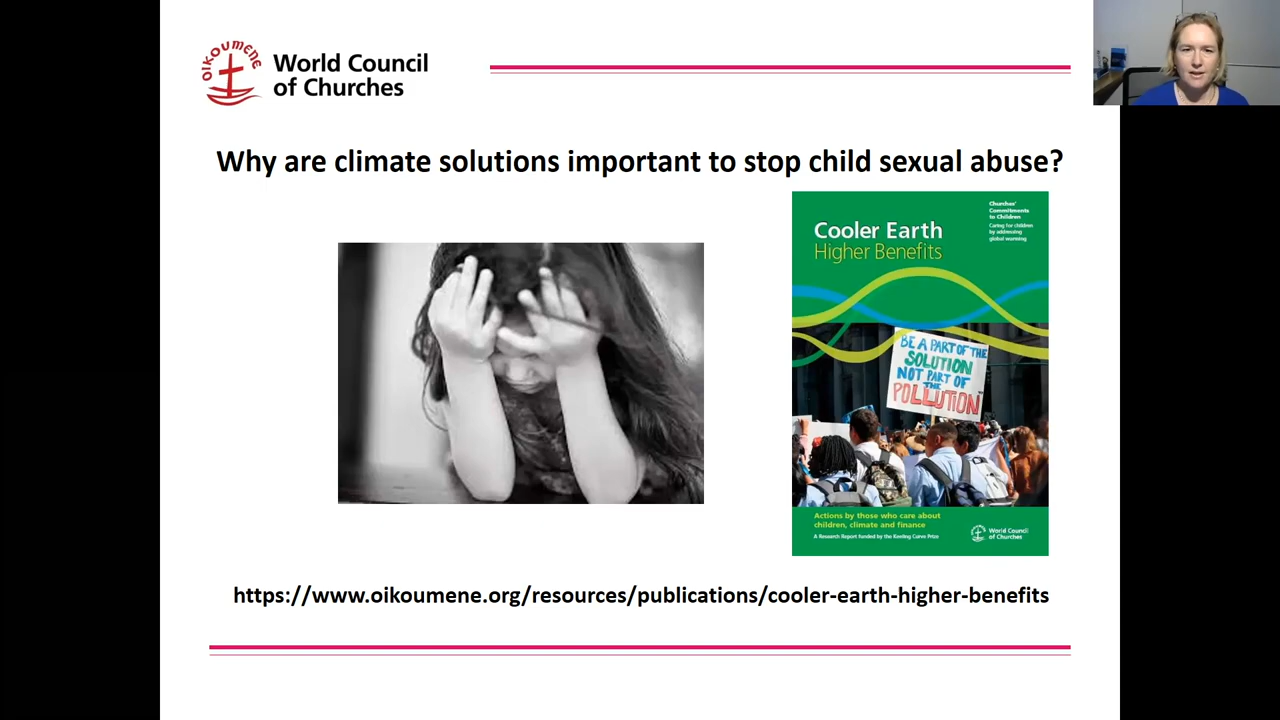 OIKOUMENE
World Council
of Churches
Why are climate solutions important to stop child sexual abuse?
Churches'
Commitments
to Children
Caring for children
by addressing
global warming
Cooler Earth
Higher Benefits
BE A PART OF THE
SOLUTION
NOT PART OF
THE
POLLUTION
Actions by those who care about
children, climate and finance
A Research Report funded by the Keeling Curve Prize
World Council
of Churches
https://www.oikoumene.org/resources/publications/cooler-earth-higher-benefits